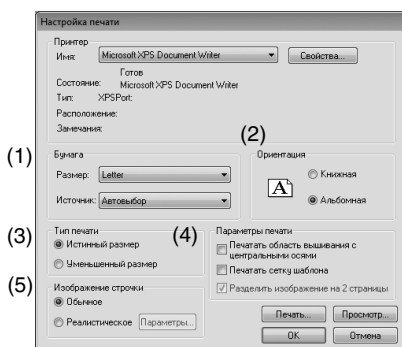 Настройка печати
Принтер
Имя: Microsoft XPS Document Writer Свойства...
Готов
Состояние: Microsoft XPS Document Writer
Тип: XPSPort:
Расположение:
Замечания:
(1) (2)
Бумага Ориентация
Размер: Letter Книжная
A
Источник: Автовыбор Альбомная
(3) Тип печати (4) Параметры печати
Истинный размер Печатать область вышивания с
центральными осями
Уменьшенный размер Печатать сетку шаблона
(5) Изображение строчки Разделить изображение на 2 страницы
Обычное
Реалистическое Параметры... Печать... Просмотр...
OK Отмена